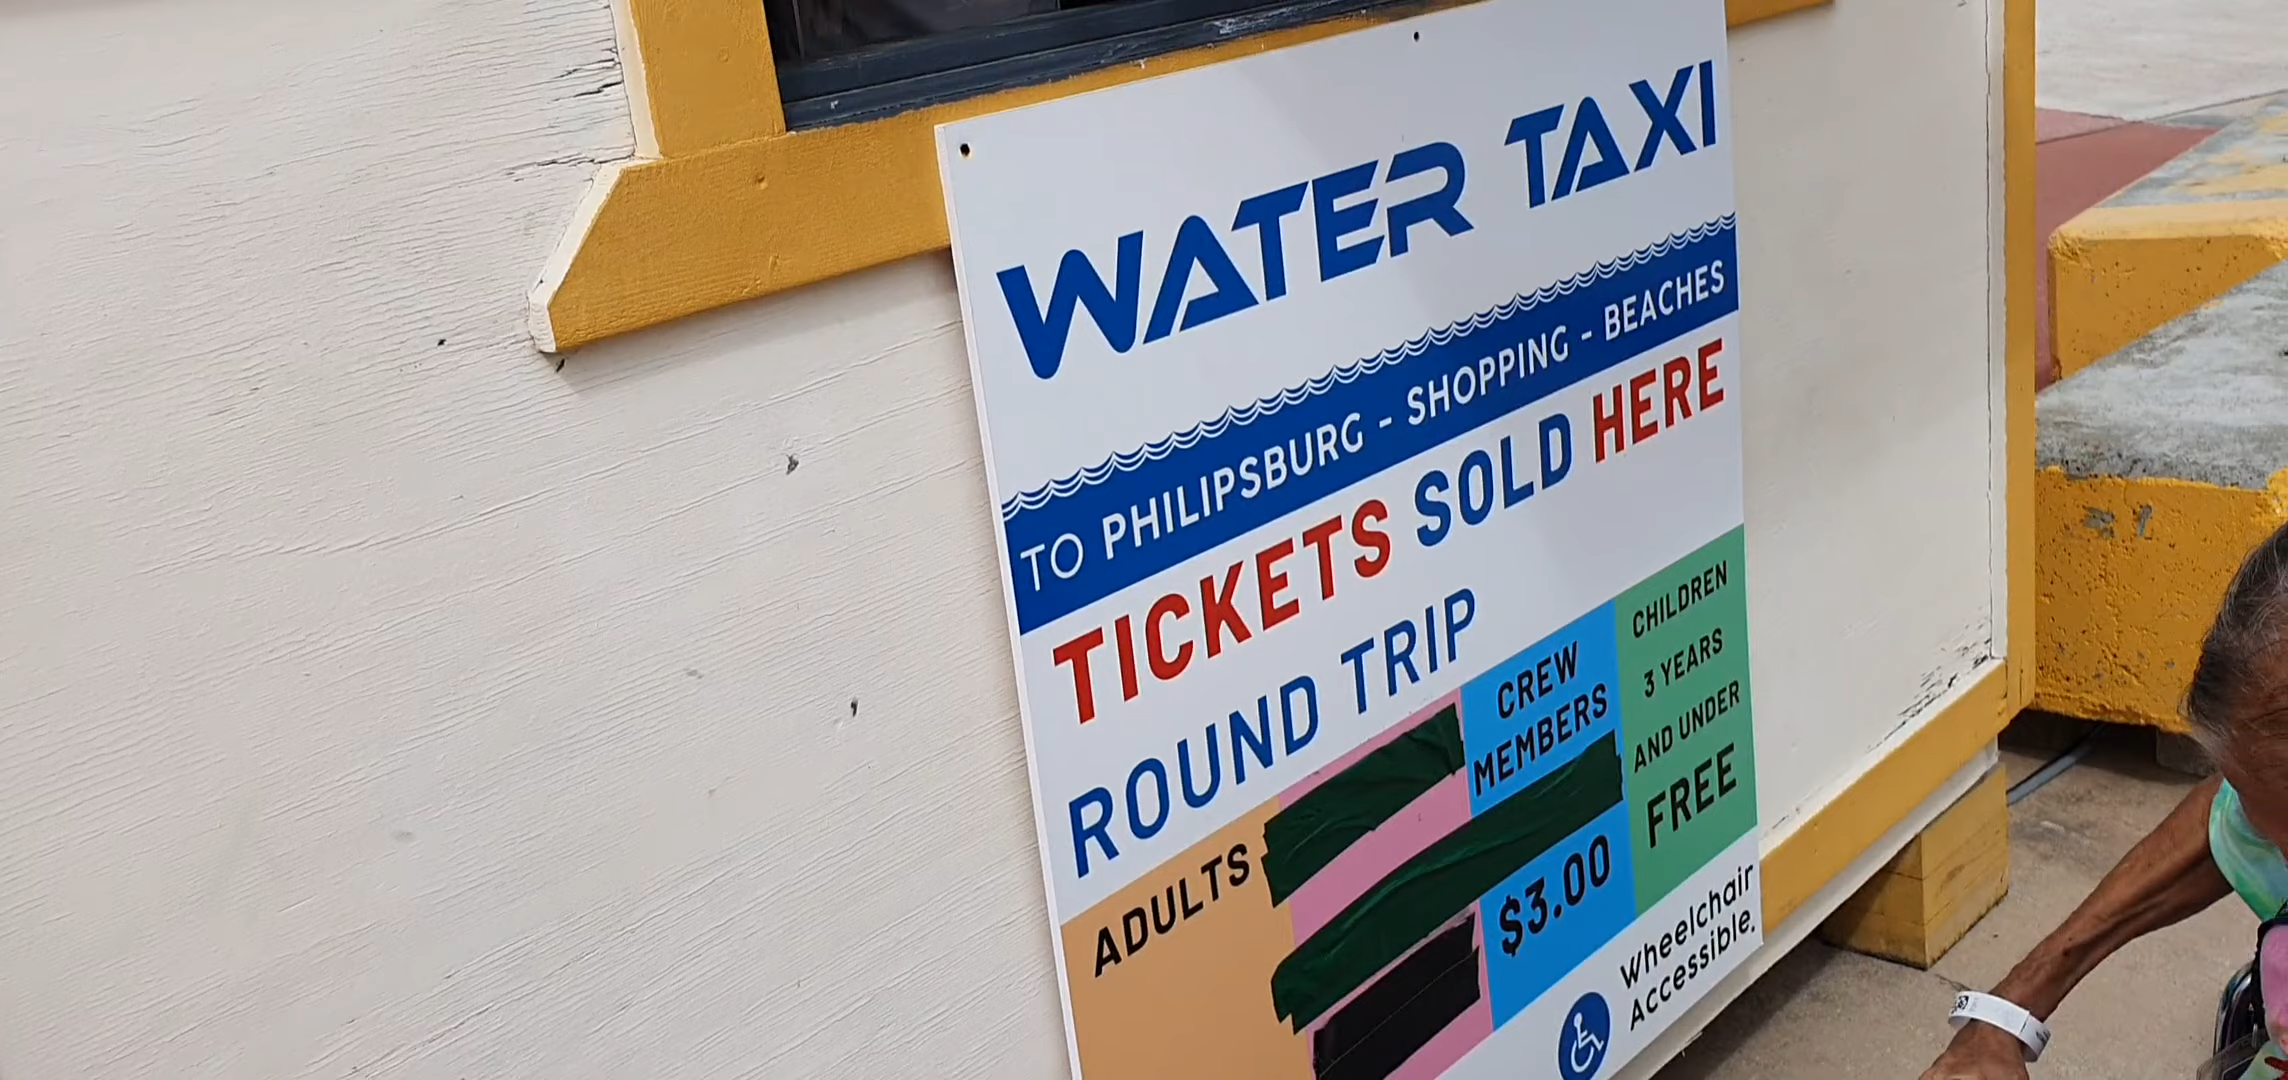 WATER TAXI
TO PHILIPSBURG - SHOPPING - BEACHES
TICKETS SOLD HERE
ROUND TRIP
ADULTS
CREW
MEMBERS
$3.00
CHILDREN
3 YEARS
AND UNDER
FREE
Wheelchair
Accessible.